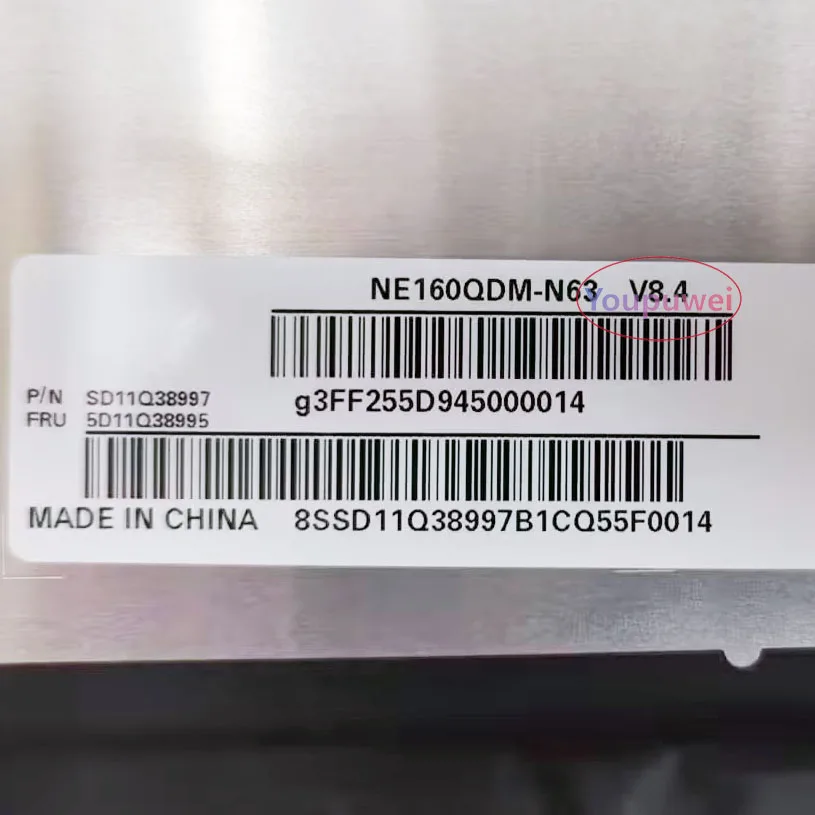 NE160QDM-N63 V8.4
Youpuwei
P/N SD11Q38997
g3FF255D945000014
FRU 5D11Q38995
MADE IN CHINA 8SSD11Q38997B1CQ55F0014